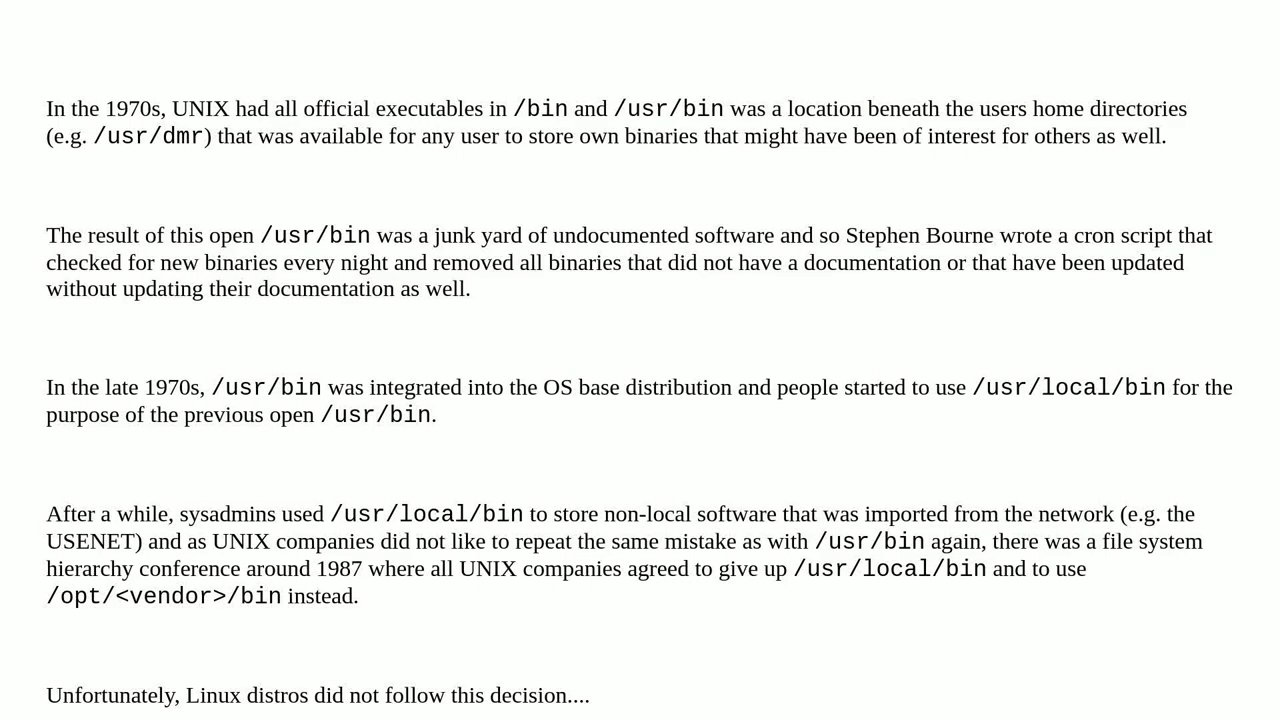 In the 1970s, UNIX had all official executables in /bin and /usr/bin was a location beneath the users home directories
(e.g. /usr/dmr) that was available for any user to store own binaries that might have been of interest for others as well.
The result of this open /usr/bin was a junk yard of undocumented software and so Stephen Bourne wrote a cron script that
checked for new binaries every night and removed all binaries that did not have a documentation or that have been updated
without updating their documentation as well.
In the late 1970s, /usr/bin was integrated into the OS base distribution and people started to use /usr/local/bin for the
purpose of the previous open /usr/bin.
After a while, sysadmins used /usr/local/bin to store non-local software that was imported from the network (e.g. the
USENET) and as UNIX companies did not like to repeat the same mistake as with /usr/bin again, there was a file system
hierarchy conference around 1987 where all UNIX companies agreed to give up /usr/local/bin and to use
/opt/<vendor>/bin instead.
Unfortunately, Linux distros did not follow this decision....